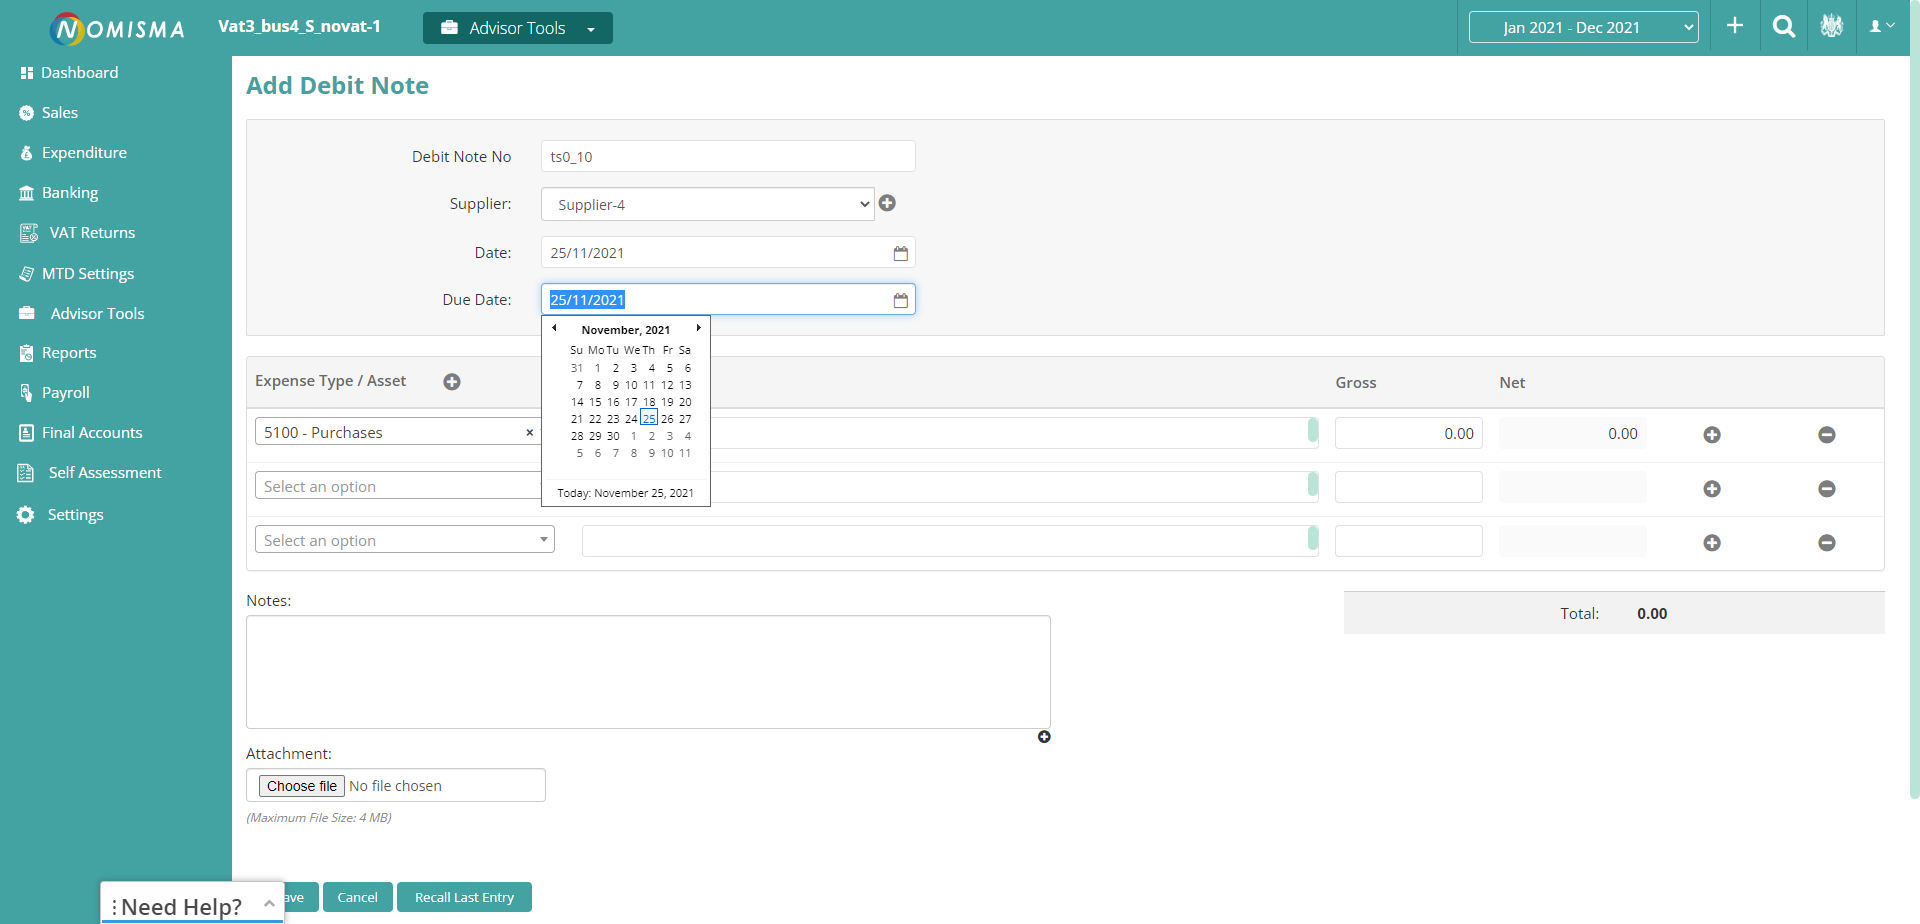 NOMISMA
Vat3_bus4_S_novat-1
Advisor Tools
Jan 2021 - Dec 2021
Dashboard
Sales
Expenditure
Banking
VAT Returns
MTD Settings
Advisor Tools
Reports
Payroll
Final Accounts
Self Assessment
Settings
Add Debit Note
Debit Note No ts0_10
Supplier: Supplier-4
Date: 25/11/2021
Due Date: 25/11/2021
November, 2021
Su Mo Tu We Th Fr Sa
31 1 2 3 4 5 6
7 8 9 10 11 12 13
14 15 16 17 18 19 20
21 22 23 24 25 26 27
28 29 30 1 2 3 4
5 6 7 8 9 10 11
Today: November 25, 2021
Expense Type / Asset Gross Net
5100 - Purchases × 0.00 0.00
Select an option
Select an option
Notes:
Total: 0.00
Attachment:
Choose file No file chosen
(Maximum File Size: 4 MB)
ave Cancel Recall Last Entry
Need Help?